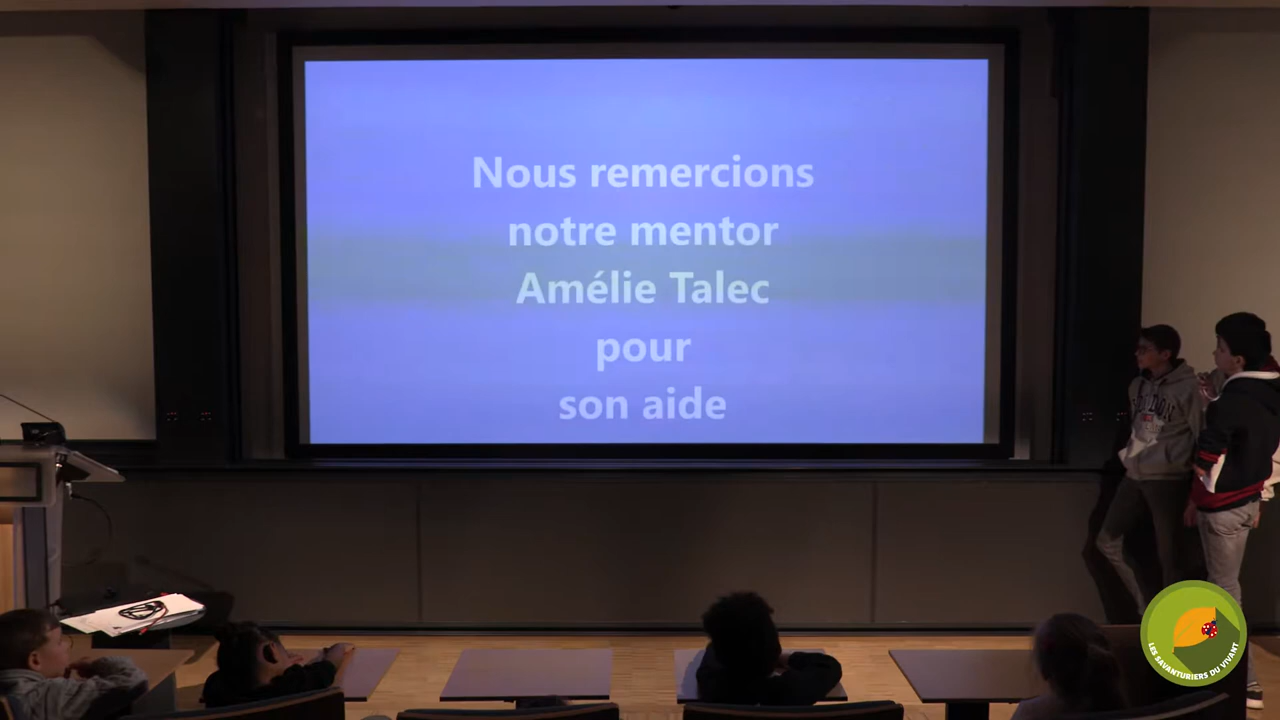 Nous remercions
notre mentor
Amélie Talec
pour
son aide
LES SAVANTURIERS DU VIVANT